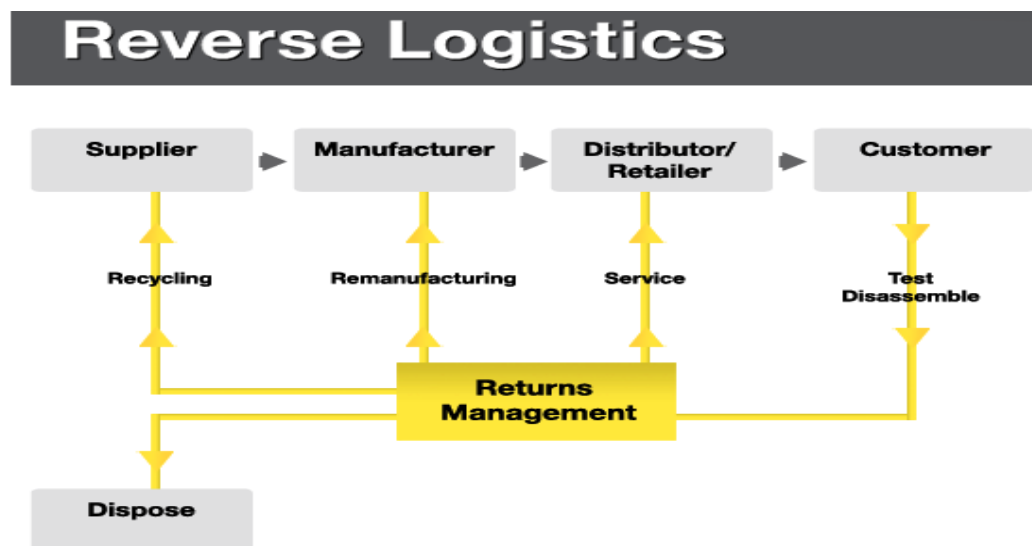 Reverse Logistics
Supplier
Manufacturer
Distributor/
Retailer
Customer
Recycling
Remanufacturing
Service
Test
Disassemble
Returns
Management
Dispose